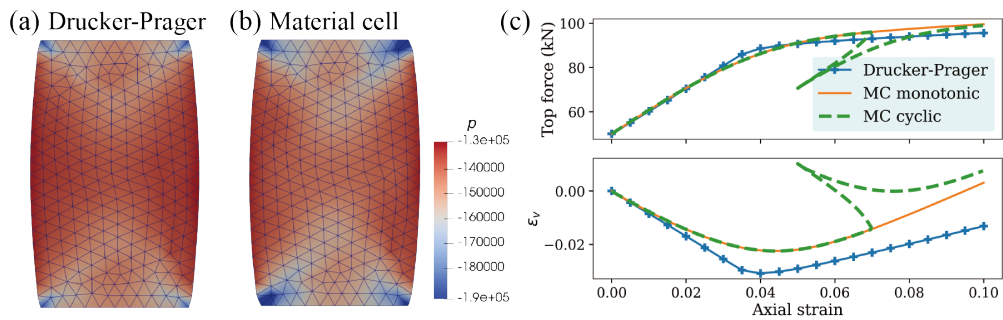 (a) Drucker-Prager
(b) Material cell
p
-1.3e+05
-140000
-150000
-160000
-170000
-180000
-1.9e+05
(c)
Top force (kN)
100
80
60
Drucker-Prager
MC monotonic
MC cyclic
εv
0.00
−0.02
0.00 0.02 0.04 0.06 0.08 0.10
Axial strain